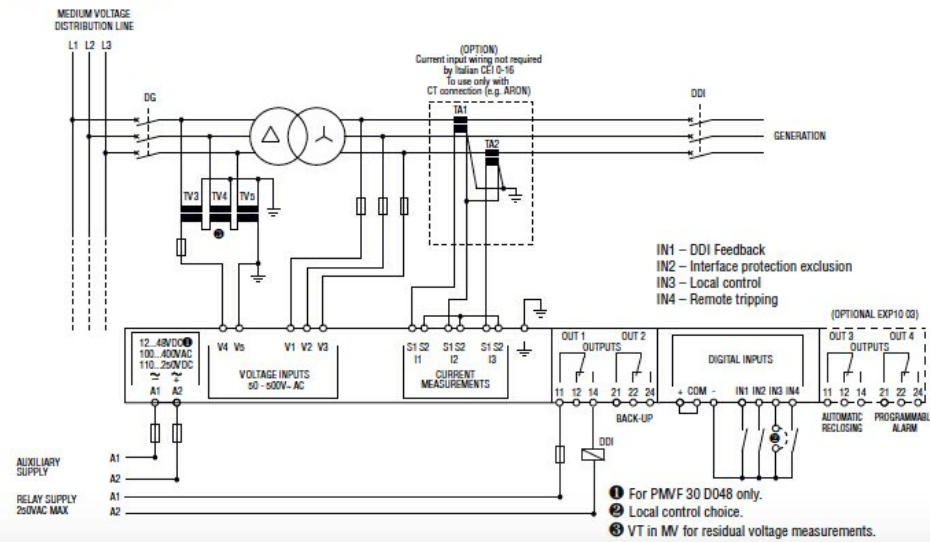 MEDIUM VOLTAGE
DISTRIBUTION LINE
L1 L2 L3
DG
(OPTION)
Current input wiring not required
by Italian CEI 0-16
To use only with
CT connection (e.g. ARON)
TA1
TA2
DDI
GENERATION
TV3 TV4 TV5
❸
IN1 – DDI Feedback
IN2 – Interface protection exclusion
IN3 – Local control
IN4 – Remote tripping
(OPTIONAL EXP10 03)
12...48VDC❶
100...400VAC
110...250VDC
A1 A2
V4 V5 V1 V2 V3
VOLTAGE INPUTS
50 - 500V~ AC
S1 S2 S1 S2 S1 S2
I1 I2 I3
CURRENT
MEASUREMENTS
OUT 1 OUT 2
OUTPUTS
11 12 14 21 22 24
BACK-UP
DIGITAL INPUTS
+ COM - IN1 IN2 IN3 IN4
OUT 3 OUT 4
OUTPUTS
11 12 14 21 22 24
AUTOMATIC
RECLOSING
PROGRAMMABL
ALARM
❷
DDI
AUXILIARY
SUPPLY
A1
A2
RELAY SUPPLY
250VAC MAX
A1
A2
❶ For PMVF 30 D048 only.
❷ Local control choice.
❸ VT in MV for residual voltage measurements.